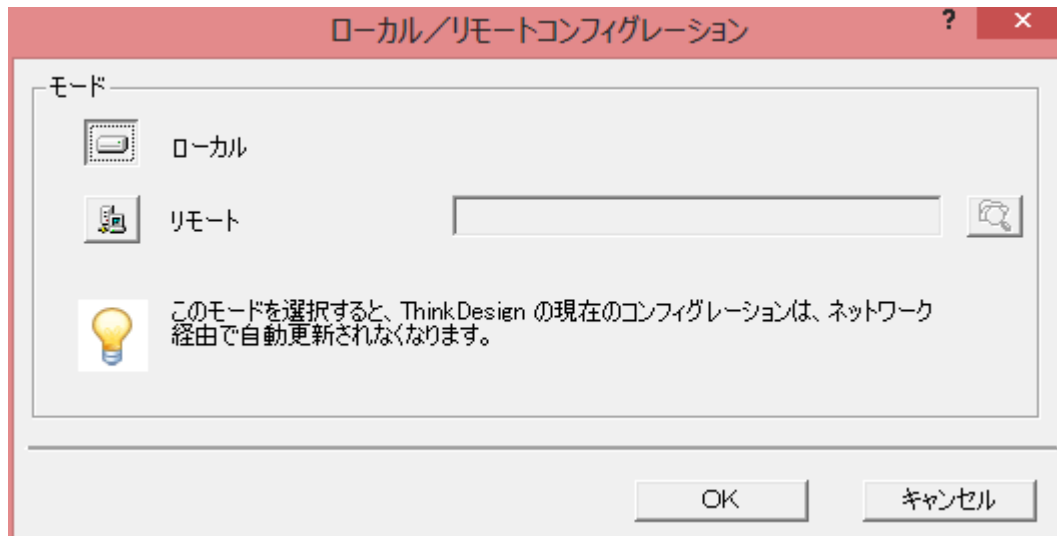 ローカル／リモートコンフィグレーション
? ×
モード
ローカル
リモート
このモードを選択すると、ThinkDesign の現在のコンフィグレーションは、ネットワーク
経由で自動更新されなくなります。
OK キャンセル